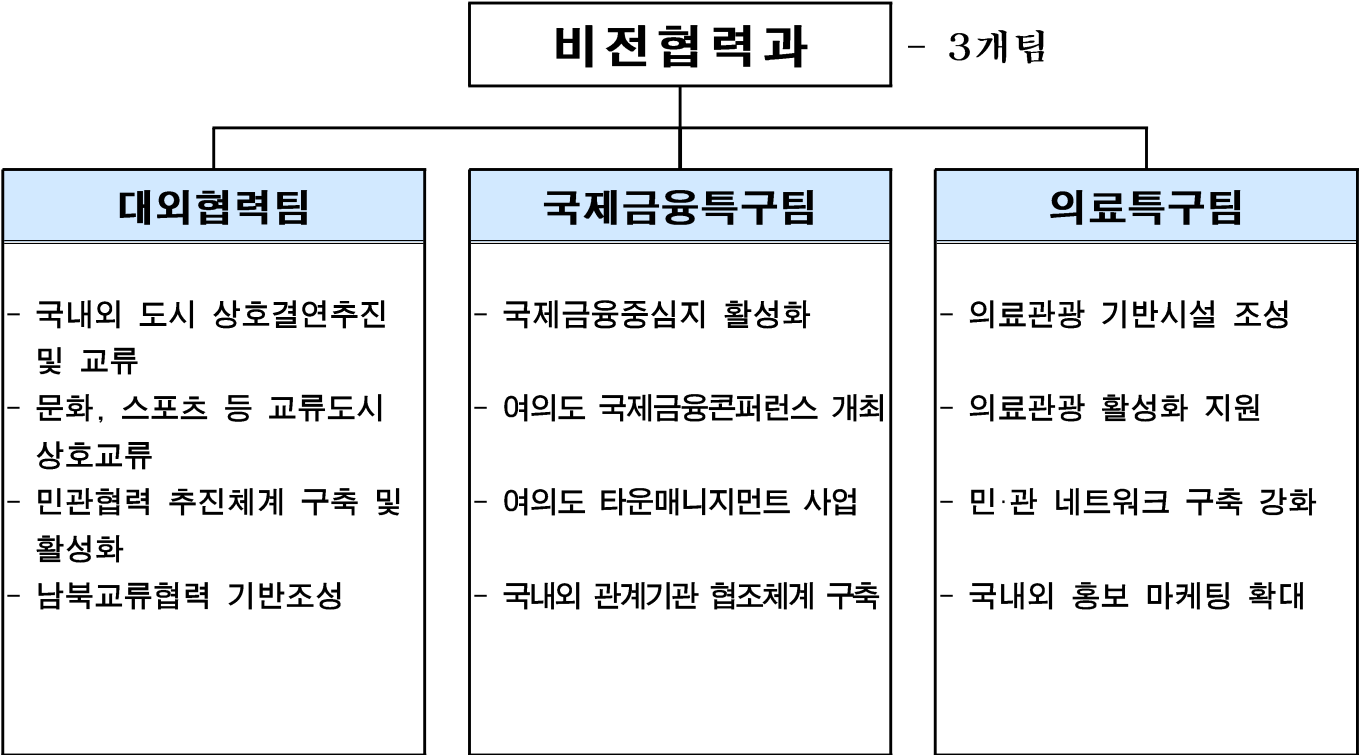 비전협력과 - 3개팀
대외협력팀
- 국내외 도시 상호결연추진
및 교류
- 문화, 스포츠 등 교류도시
상호교류
- 민관협력 추진체계 구축 및
활성화
- 남북교류협력 기반조성
국제금융특구팀
- 국제금융중심지 활성화
- 여의도 국제금융콘퍼런스 개최
- 여의도 타운매니지먼트 사업
- 국내외 관계기관 협조체계 구축
의료특구팀
- 의료관광 기반시설 조성
- 의료관광 활성화 지원
- 민·관 네트워크 구축 강화
- 국내외 홍보 마케팅 확대